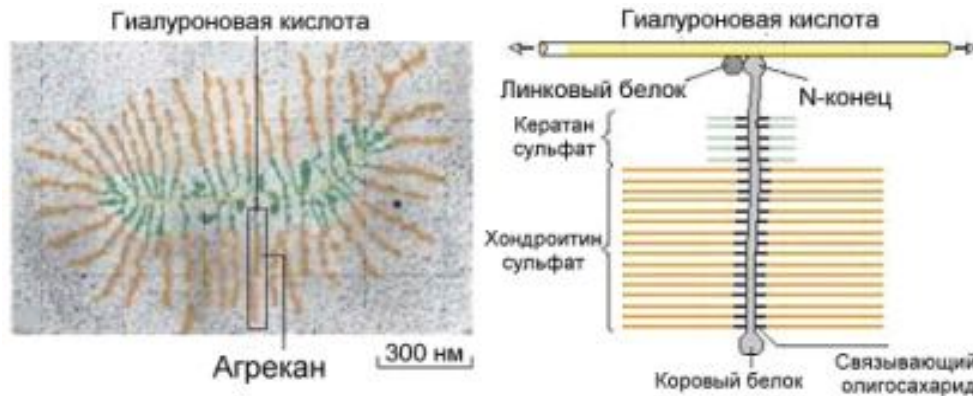 Гиалуроновая кислота
Агрекан
300 нм
Гиалуроновая кислота
Линковый белок
N-конец
Кератан
сульфат
Хондроитин
сульфат
Коровый белок
Связывающий
олигосахарид